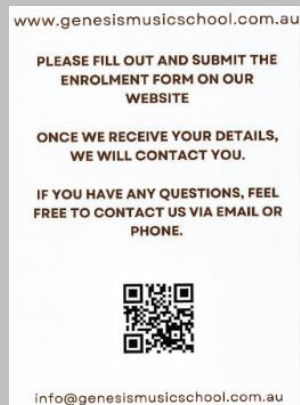 www.genesismusicschool.com.au
PLEASE FILL OUT AND SUBMIT THE
ENROLMENT FORM ON OUR
WEBSITE
ONCE WE RECEIVE YOUR DETAILS,
WE WILL CONTACT YOU.
IF YOU HAVE ANY QUESTIONS, FEEL
FREE TO CONTACT US VIA EMAIL OR
PHONE.
info@genesismusicschool.com.au